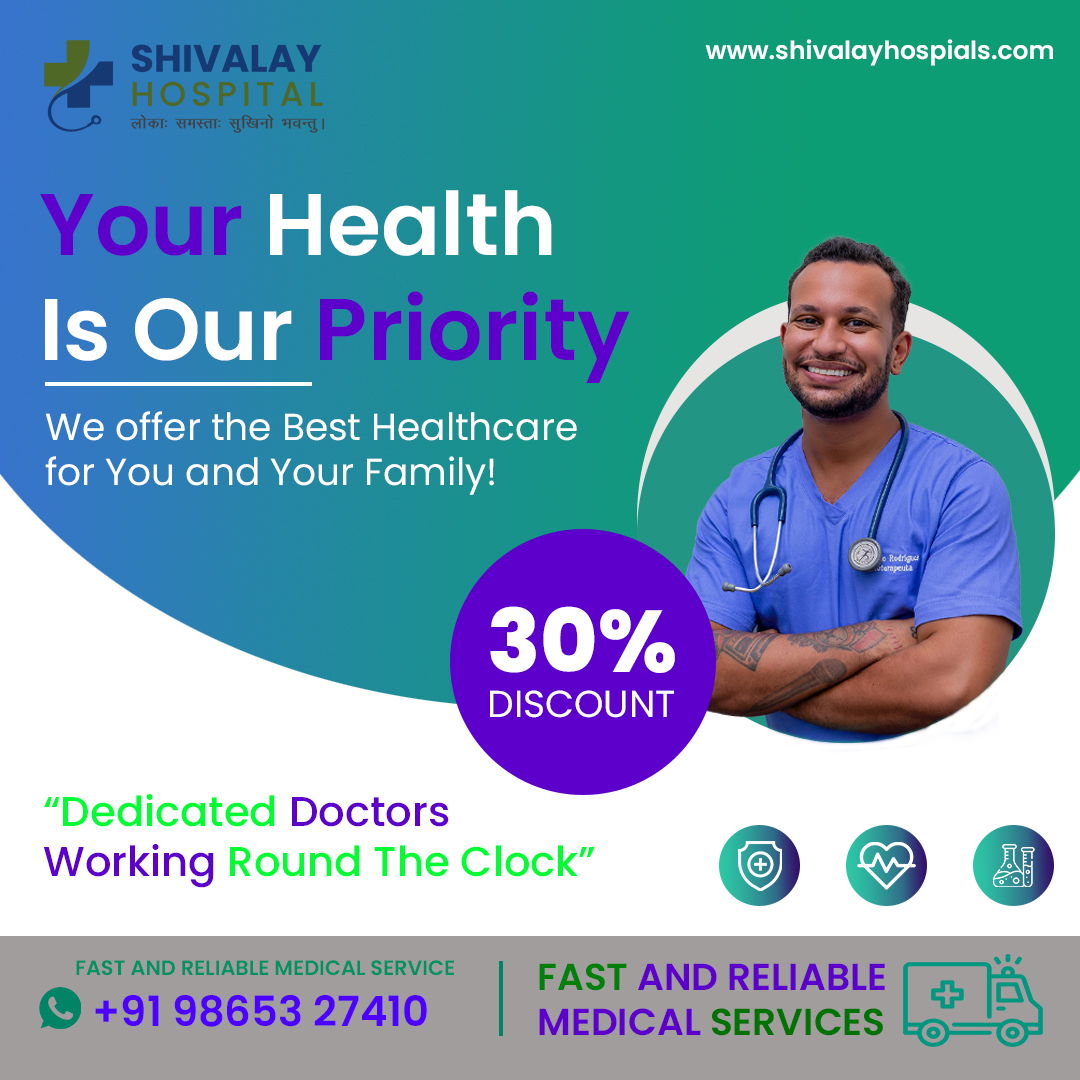 SHIVALAY
HOSPITAL
लोकाः समस्ताः सुखिनो भवन्तु।
www.shivalayhospials.com
Your Health
Is Our Priority
We offer the Best Healthcare
for You and Your Family!
30%
DISCOUNT
“Dedicated Doctors
Working Round The Clock”
FAST AND RELIABLE MEDICAL SERVICE
+91 98653 27410
FAST AND RELIABLE
MEDICAL SERVICES